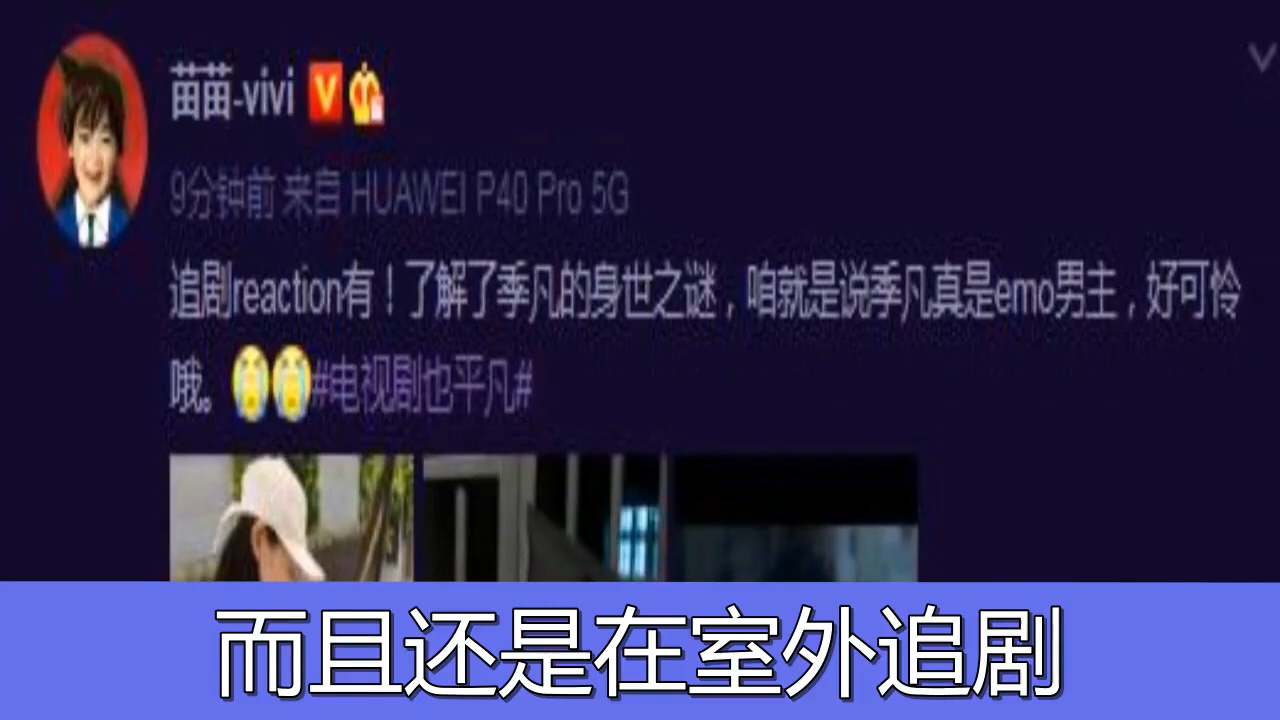 苗苗-vivi
9分钟前 来自 HUAWEI P40 Pro 5G
追剧reaction有！了解了季凡的身世之谜，咱就是说季凡真是emo男主，好可怜
哦。😭😭#电视剧也平凡#
而且还是在室外追剧